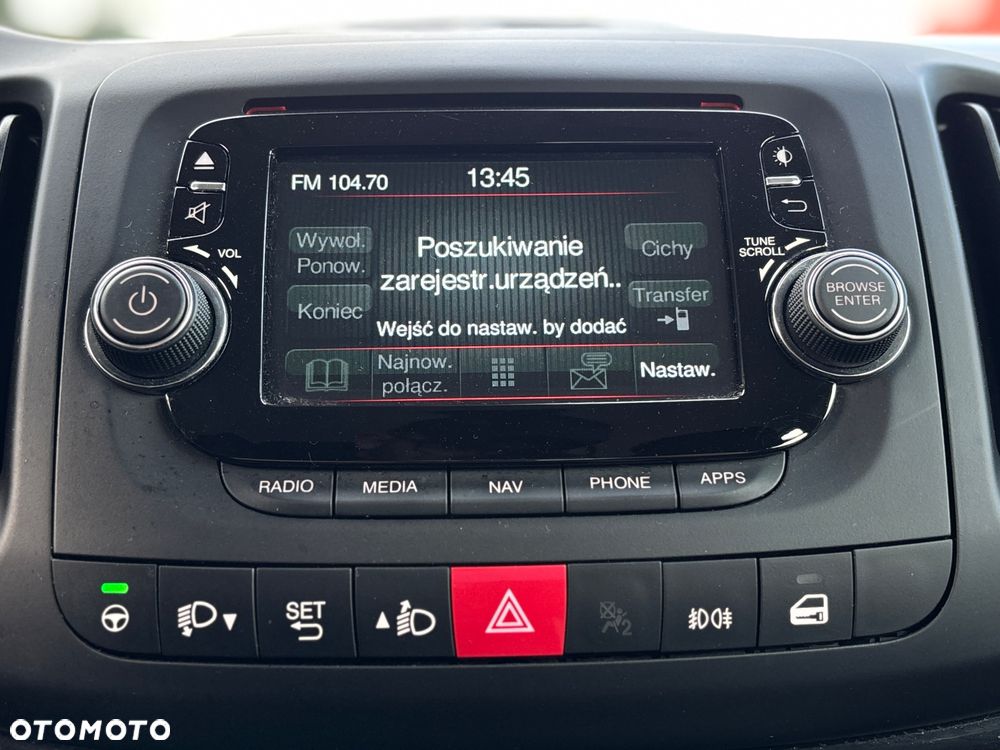 FM 104.70
13:45
Wywoł.
Ponow.
Poszukiwanie
zarejestr.urządzeń..
Cichy
Koniec
Transfer
Wejść do nastaw. by dodać
Najnow.
połącz.
Nastaw.
VOL
TUNE
SCROLL
BROWSE
ENTER
RADIO
MEDIA
NAV
PHONE
APPS
SET
2
OTOMOTO